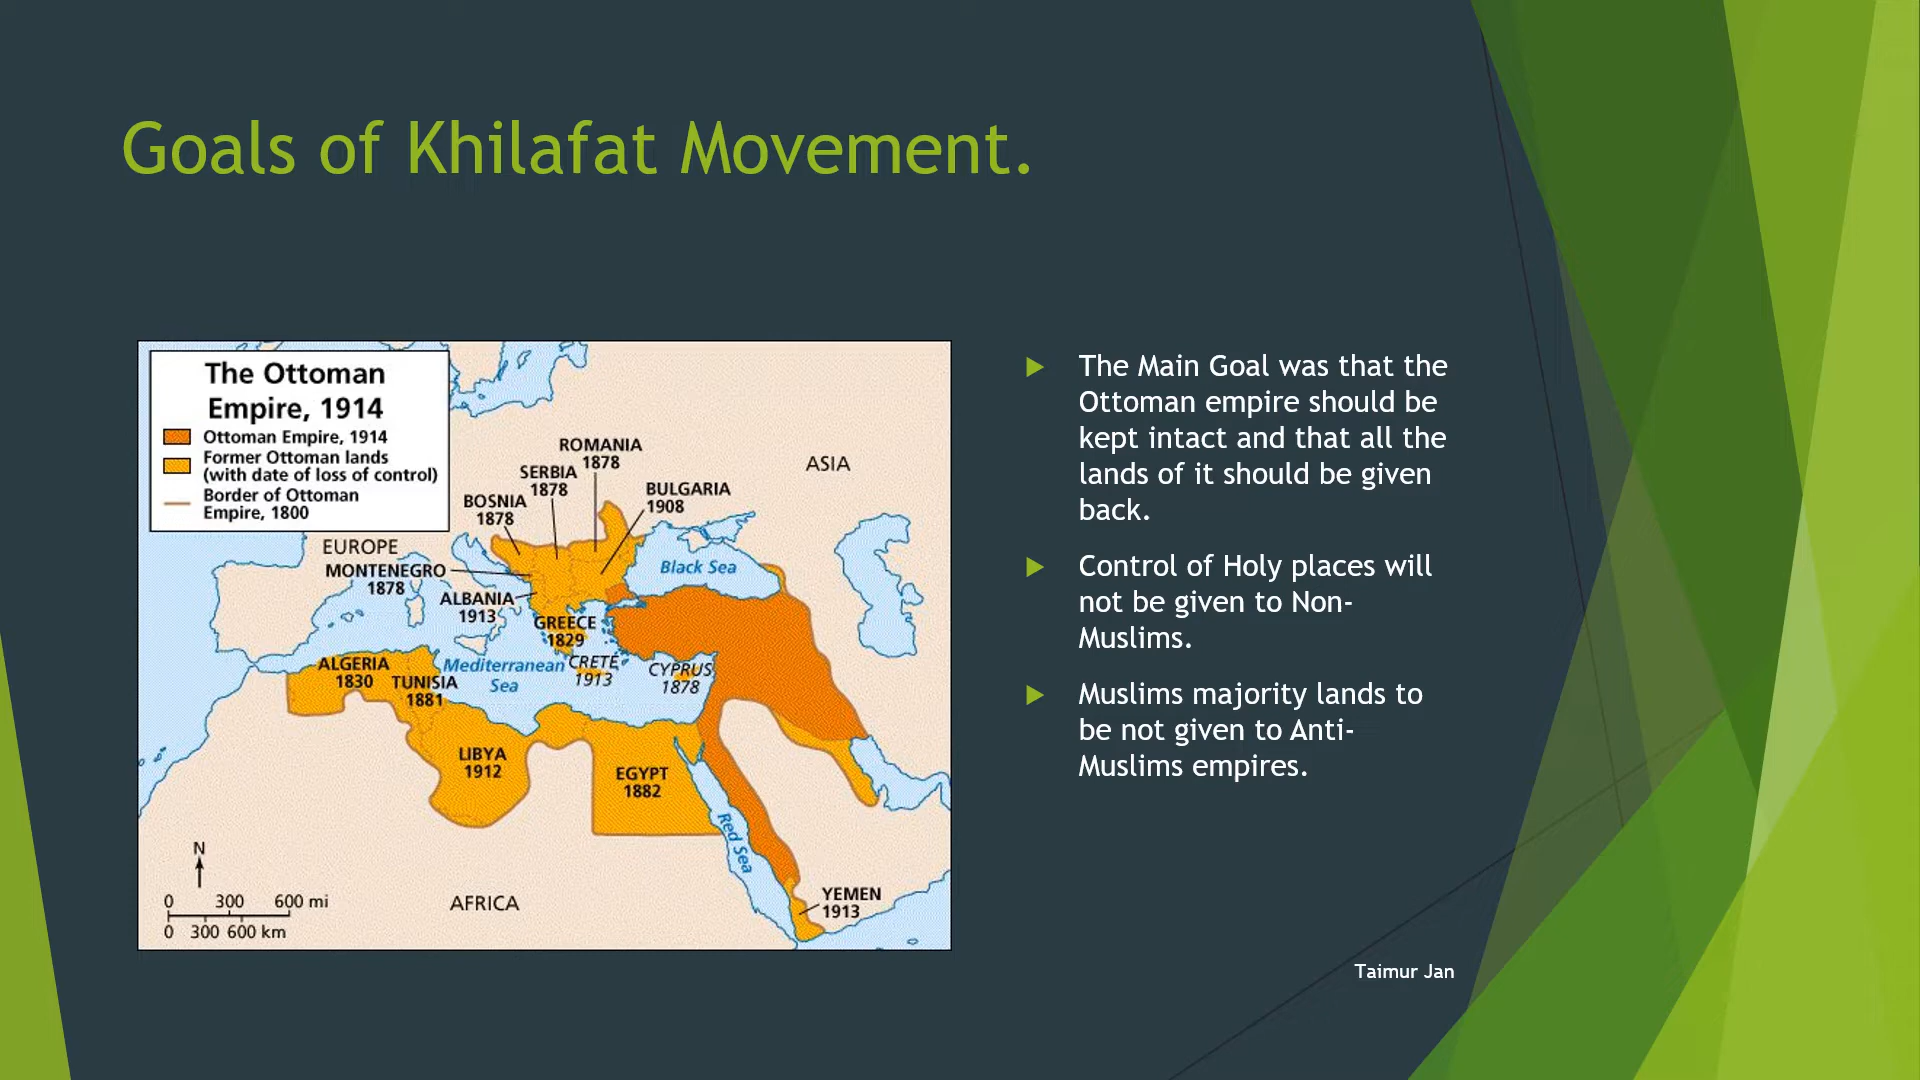 Goals of Khilafat Movement.
The Ottoman
Empire, 1914
Ottoman Empire, 1914
Former Ottoman lands
(with date of loss of control)
Border of Ottoman
Empire, 1800
ROMANIA
1878
SERBIA
1878
BOSNIA
1878
BULGARIA
1908
ASIA
EUROPE
MONTENEGRO
1878
Black Sea
ALBANIA
1913
GREECE
1829
ALGERIA
1830
TUNISIA
1881
Mediterranean
Sea
CRETE
1913
CYPRUS
1878
LIBYA
1912
EGYPT
1882
Red Sea
N
0 300 600 mi
0 300 600 km
AFRICA
YEMEN
1913
The Main Goal was that the
Ottoman empire should be
kept intact and that all the
lands of it should be given
back.
Control of Holy places will
not be given to Non-
Muslims.
Muslims majority lands to
be not given to Anti-
Muslims empires.
Taimur Jan